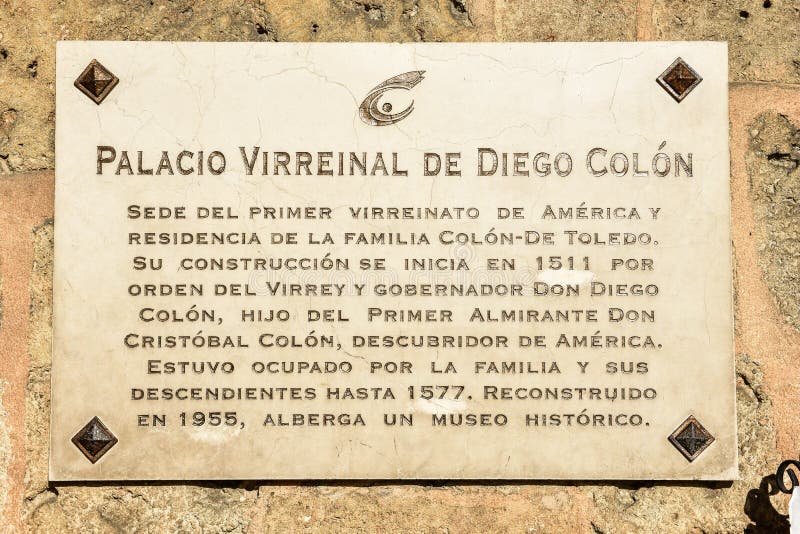 PALACIO VIRREINAL DE DIEGO COLÓN
SEDE DEL PRIMER VIRREINATO DE AMÉRICA Y
RESIDENCIA DE LA FAMILIA COLÓN-DE TOLEDO.
SU CONSTRUCCIÓN SE INICIA EN 1511 POR
ORDEN DEL VIRREY Y GOBERNADOR DON DIEGO
COLÓN, HIJO DEL PRIMER ALMIRANTE DON
CRISTÓBAL COLÓN, DESCUBRIDOR DE AMÉRICA.
ESTUVO OCUPADO POR LA FAMILIA Y SUS
DESCENDIENTES HASTA 1577. RECONSTRUIDO
EN 1955, ALBERGA UN MUSEO HISTÓRICO.